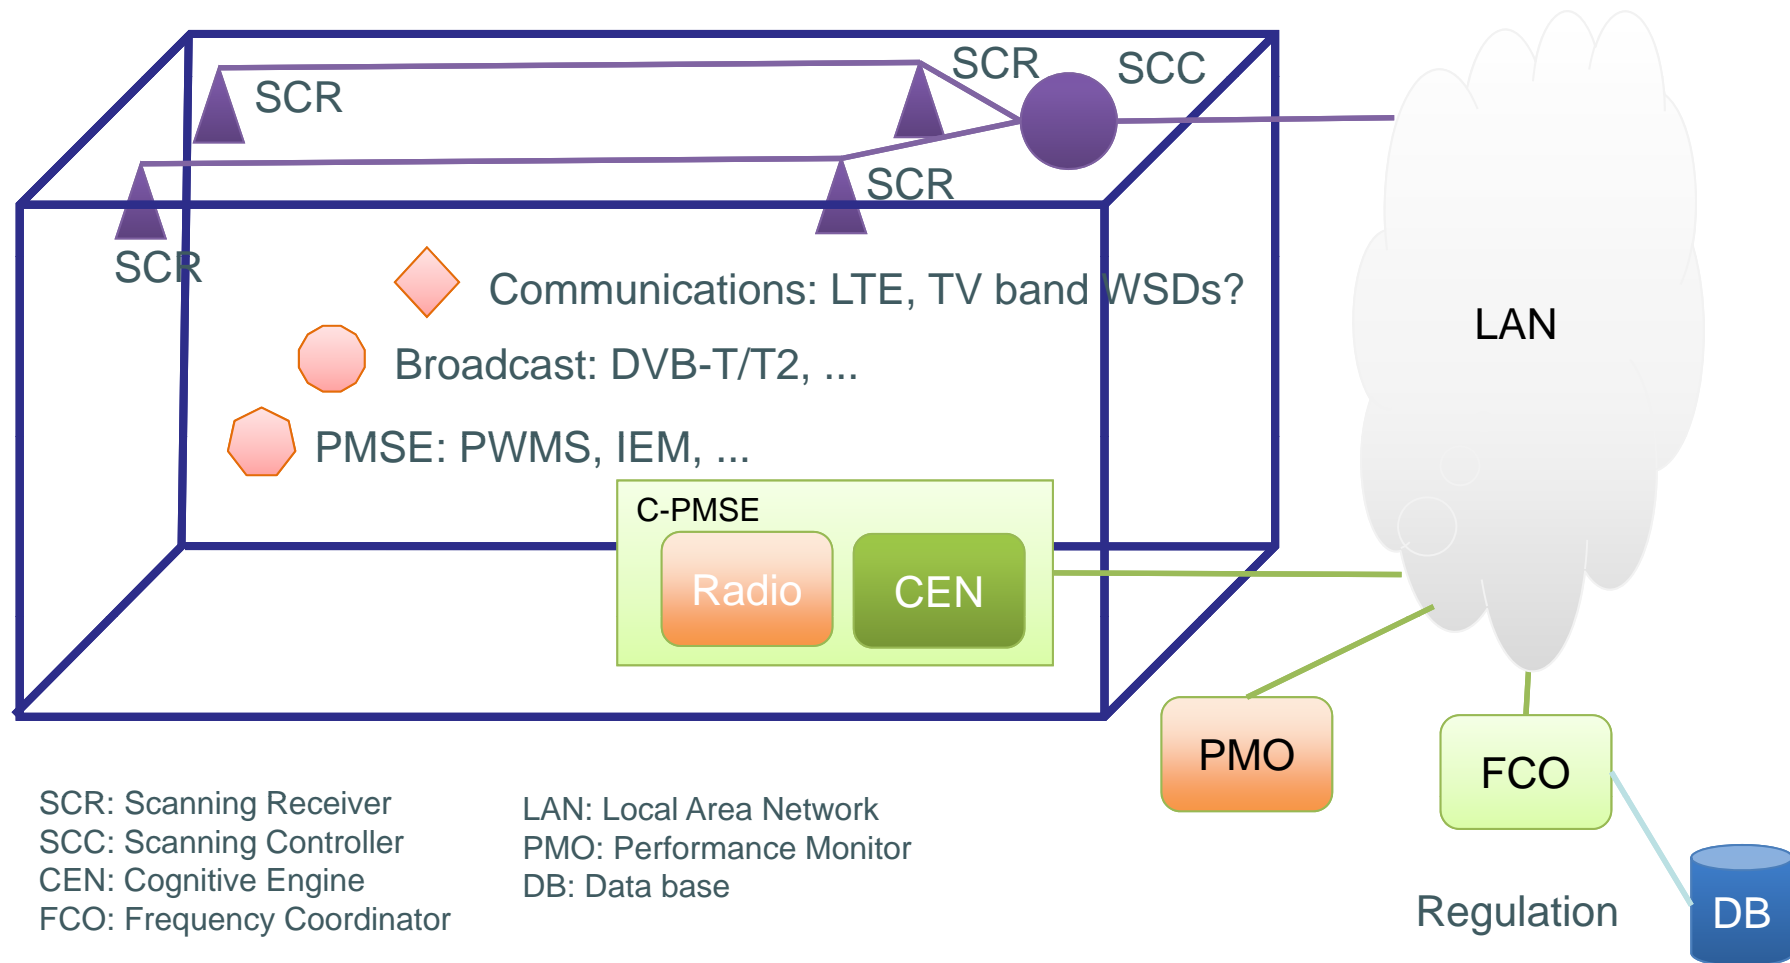 SCR
SCC
SCR
SCR
SCR
Communications: LTE, TV band WSDs?
LAN
Broadcast: DVB-T/T2, ...
PMSE: PWMS, IEM, ...
C-PMSE
Radio
CEN
PMO
FCO
SCR: Scanning Receiver
SCC: Scanning Controller
CEN: Cognitive Engine
FCO: Frequency Coordinator
LAN: Local Area Network
PMO: Performance Monitor
DB: Data base
Regulation
DB